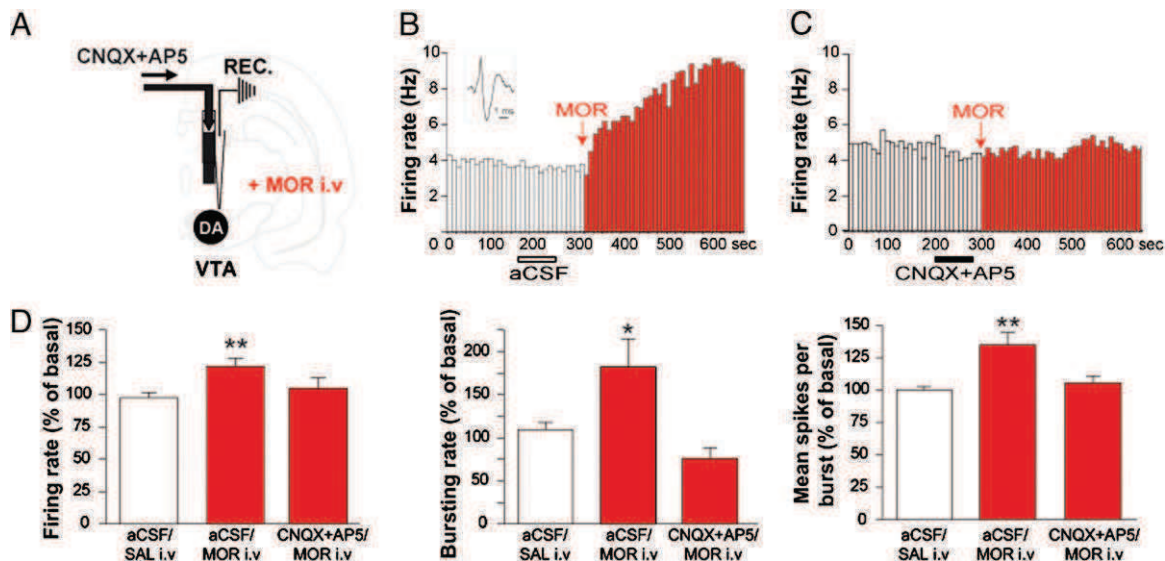 A
CNQX+AP5
REC.
+ MOR i.v
DA
VTA
B
Firing rate (Hz)
10
8
6
4
2
0
1 ms
MOR
0 100 200 300 400 500 600 sec
aCSF
C
Firing rate (Hz)
10
8
6
4
2
0
MOR
0 100 200 300 400 500 600 sec
CNQX+AP5
D
Firing rate (% of basal)
150
125
100
75
50
25
0
**
aCSF/ SAL i.v
aCSF/ MOR i.v
CNQX+AP5/ MOR i.v
Bursting rate (% of basal)
200
150
100
50
0
*
aCSF/ SAL i.v
aCSF/ MOR i.v
CNQX+AP5/ MOR i.v
Mean spikes per
burst (% of basal)
150
125
100
75
50
25
0
**
aCSF/ SAL i.v
aCSF/ MOR i.v
CNQX+AP5/ MOR i.v